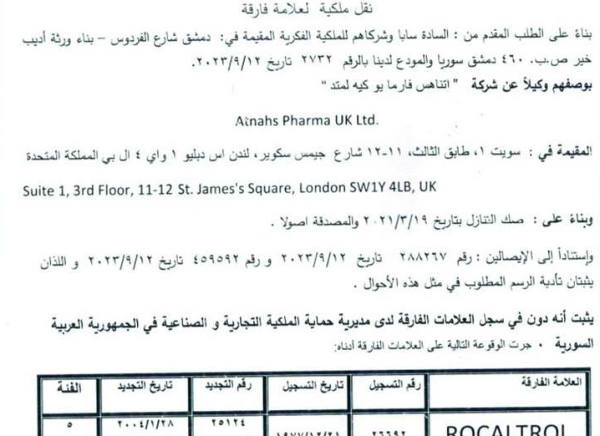 نقل ملكية لعلامة فارقة
بناءً على الطلب المقدم من : السادة سابا وشركاهم للملكية الفكرية المقيمة في: دمشق شارع الفردوس – بناء ورثة أديب
خير ص.ب. ٤٦٠ دمشق سوريا والمودع لدينا بالرقم ٢٧٣٢ تاريخ ٢٠٢٣/٩/١٢.
بوصفهم وكيلاً عن شركة " اتناهس فارما يو كيه لمتد "
Atnahs Pharma UK Ltd.
المقيمة في : سويت ١، طابق الثالث، ١١-١٢ شارع جيمس سكوير، لندن اس دبليو ١ واي ٤ ال بي المملكة المتحدة
Suite 1, 3rd Floor, 11-12 St. James's Square, London SW1Y 4LB, UK
وبناءً على : صك التنازل بتاريخ ٢٠٢١/٣/١٩ والمصدقة اصولا .
وإستناداً إلى الإيصالين : رقم ٢٨٨٢٦٧ تاريخ ٢٠٢٣/٩/١٢ و رقم ٤٥٩٥٩٢ تاريخ ٢٠٢٣/٩/١٢ و اللذان
يثبتان تأدية الرسم المطلوب في مثل هذه الأحوال .
يثبت أنه دون في سجل العلامات الفارقة لدى مديرية حماية الملكية التجارية و الصناعية في الجمهورية العربية
السورية . جرت الوقوعة التالية على العلامات الفارقة أدناه:
العلامة الفارقة رقم التسجيل تاريخ التسجيل رقم التجديد تاريخ التجديد الفئة
ROCALTROL ٢٦٦٩٢ ١٩٧٧/١٢/٢١ ٢٥١٢٤ ٢٠٠٤/١/٢٨ ٥